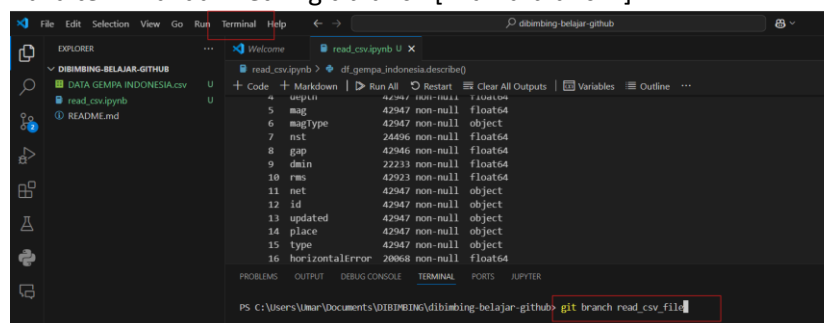 File Edit Selection View Go Run Terminal Help
dibimbing-belajar-github
EXPLORER
Welcome
read_csv.ipynb U
DIBIMBING-BELAJAR-GITHUB
DATA GEMPA INDONESIA.csv U
read_csv.ipynb U
README.md
read_csv.ipynb > df_gempa_indonesia.describe()
+ Code + Markdown | Run All Restart Clear All Outputs | Variables Outline ...
4 depth 42947 non-null float64
5 mag 42947 non-null float64
6 magType 42947 non-null object
7 nst 24496 non-null float64
8 gap 42946 non-null float64
9 dmin 22233 non-null float64
10 rms 42923 non-null float64
11 net 42947 non-null object
12 id 42947 non-null object
13 updated 42947 non-null object
14 place 42947 non-null object
15 type 42947 non-null object
16 horizontalError 20068 non-null float64
PROBLEMS OUTPUT DEBUG CONSOLE TERMINAL PORTS JUPYTER
PS C:\Users\Umar\Documents\DIBIMBING\dibimbing-belajar-github> git branch read_csv_file